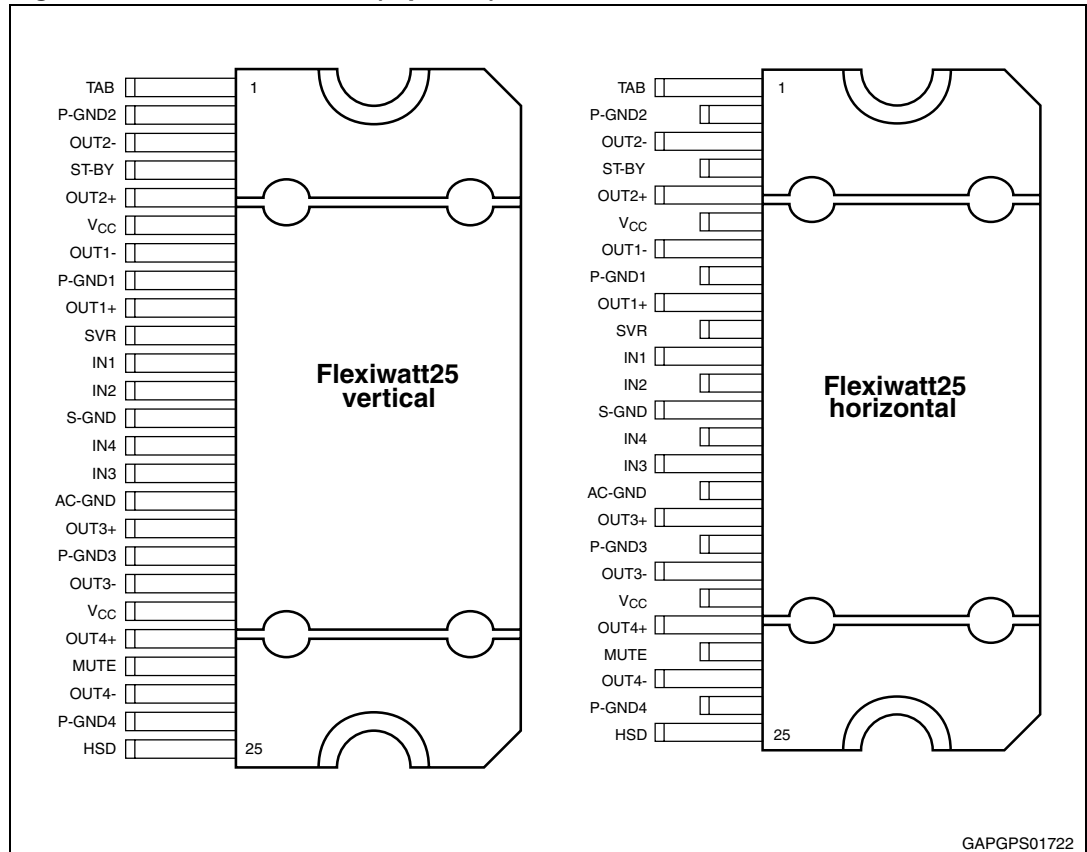 TAB
P-GND2
OUT2-
ST-BY
OUT2+
VCC
OUT1-
P-GND1
OUT1+
SVR
IN1
IN2
S-GND
IN4
IN3
AC-GND
OUT3+
P-GND3
OUT3-
VCC
OUT4+
MUTE
OUT4-
P-GND4
HSD
1
Flexiwatt25
vertical
25
TAB
P-GND2
OUT2-
ST-BY
OUT2+
VCC
OUT1-
P-GND1
OUT1+
SVR
IN1
IN2
S-GND
IN4
IN3
AC-GND
OUT3+
P-GND3
OUT3-
VCC
OUT4+
MUTE
OUT4-
P-GND4
HSD
1
Flexiwatt25
horizontal
25
GAPGPS01722